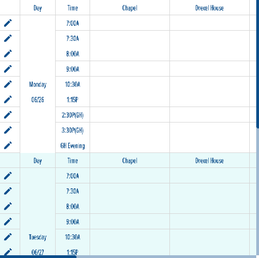 Day Time Chapel Drexel House
7:00A
7:30A
8:00A
9:00A
Monday 10:30A
06/26 1:15P
2:30P(GH)
3:30P(GH)
GH Evening
Day Time Chapel Drexel House
7:00A
7:30A
8:00A
9:00A
Tuesday 10:30A
06/27 1:15P